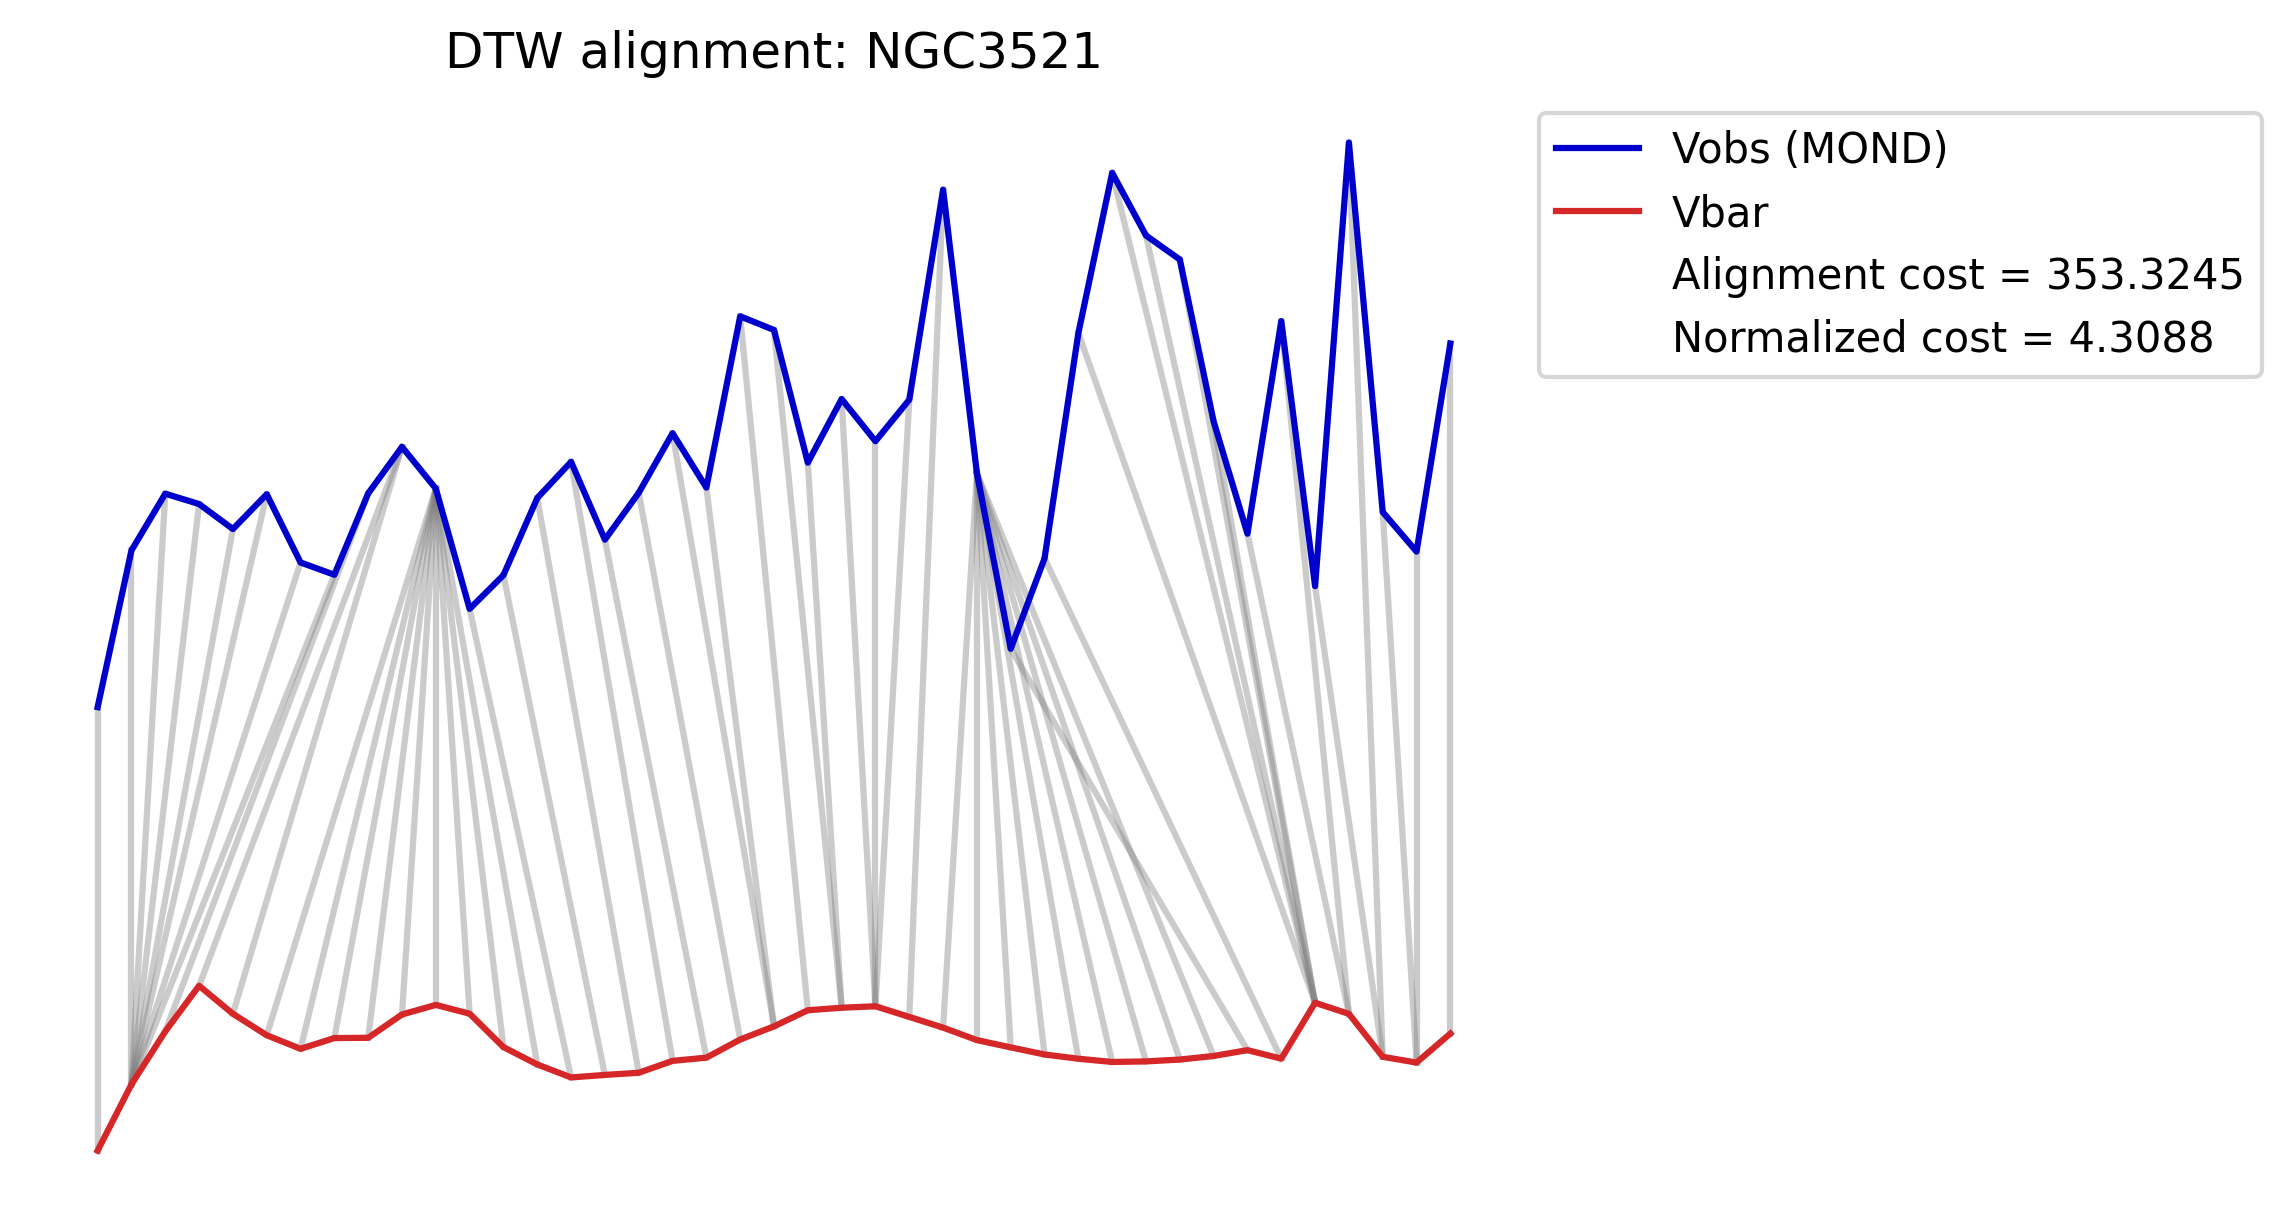 DTW alignment: NGC3521
Vobs (MOND)
Vbar
Alignment cost = 353.3245
Normalized cost = 4.3088